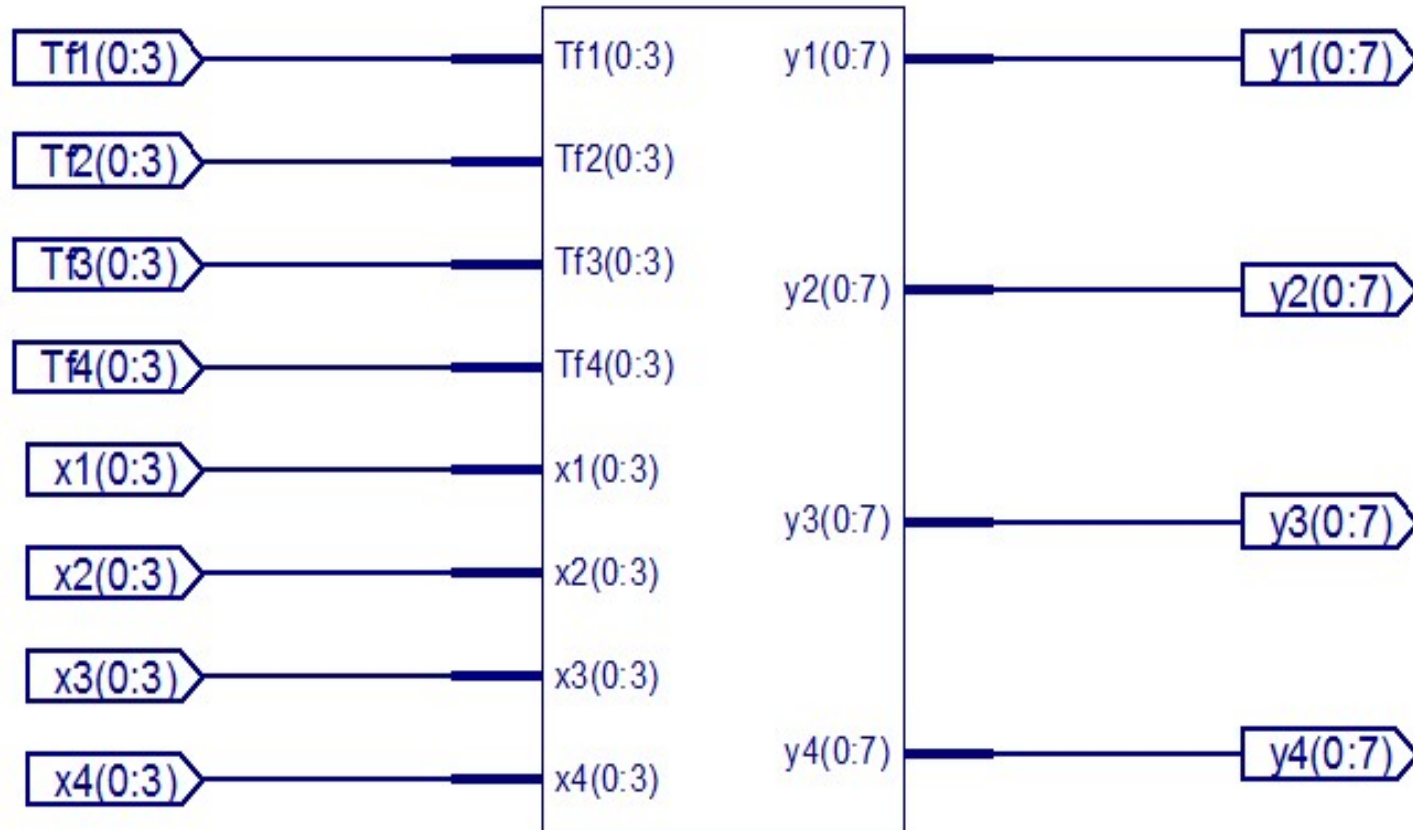 Tf1(0:3) Tf1(0:3) y1(0:7) y1(0:7)
Tf2(0:3) Tf2(0:3)
Tf3(0:3) Tf3(0:3) y2(0:7) y2(0:7)
Tf4(0:3) Tf4(0:3)
x1(0:3) x1(0:3)
y3(0:7) y3(0:7)
x2(0:3) x2(0:3)
x3(0:3) x3(0:3)
y4(0:7) y4(0:7)
x4(0:3) x4(0:3)